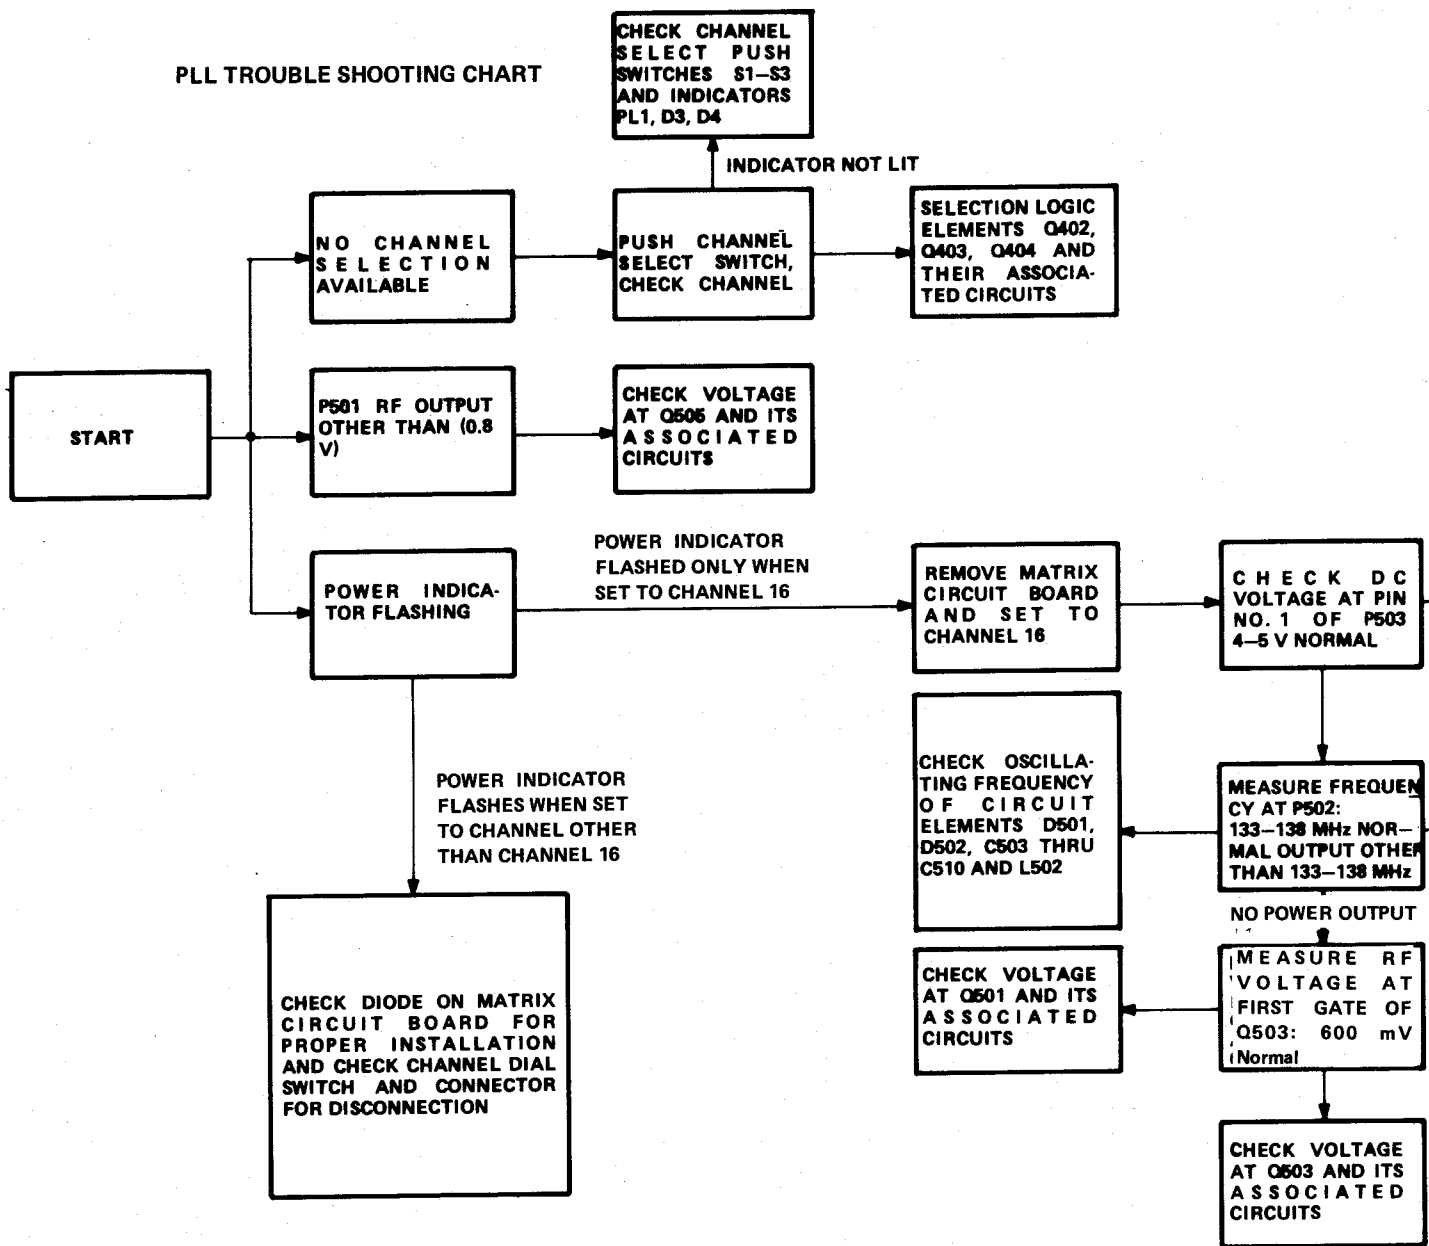 PLL TROUBLE SHOOTING CHART
CHECK CHANNEL
SELECT PUSH
SWITCHES S1–S3
AND INDICATORS
PL1, D3, D4
INDICATOR NOT LIT
NO CHANNEL
SELECTION
AVAILABLE
PUSH CHANNEL
SELECT SWITCH,
CHECK CHANNEL
SELECTION LOGIC
ELEMENTS Q402,
Q403, Q404 AND
THEIR ASSOCIA-
TED CIRCUITS
START
P501 RF OUTPUT
OTHER THAN (0.8
V)
CHECK VOLTAGE
AT Q505 AND ITS
ASSOCIATED
CIRCUITS
POWER INDICA-
TOR FLASHING
POWER INDICATOR
FLASHED ONLY WHEN
SET TO CHANNEL 16
REMOVE MATRIX
CIRCUIT BOARD
AND SET TO
CHANNEL 16
CHECK DC
VOLTAGE AT PIN
NO. 1 OF P503
4–5 V NORMAL
POWER INDICATOR
FLASHES WHEN SET
TO CHANNEL OTHER
THAN CHANNEL 16
CHECK OSCILLA-
TING FREQUENCY
OF CIRCUIT
ELEMENTS D501,
D502, C503 THRU
C510 AND L502
MEASURE FREQUEN
CY AT P502:
133–138 MHz NOR–
MAL OUTPUT OTHER
THAN 133–138 MHz
NO POWER OUTPUT
CHECK DIODE ON MATRIX
CIRCUIT BOARD FOR
PROPER INSTALLATION
AND CHECK CHANNEL DIAL
SWITCH AND CONNECTOR
FOR DISCONNECTION
CHECK VOLTAGE
AT Q501 AND ITS
ASSOCIATED
CIRCUITS
MEASURE RF
VOLTAGE AT
FIRST GATE OF
Q503: 600 mV
Normal
CHECK VOLTAGE
AT Q503 AND ITS
ASSOCIATED
CIRCUITS